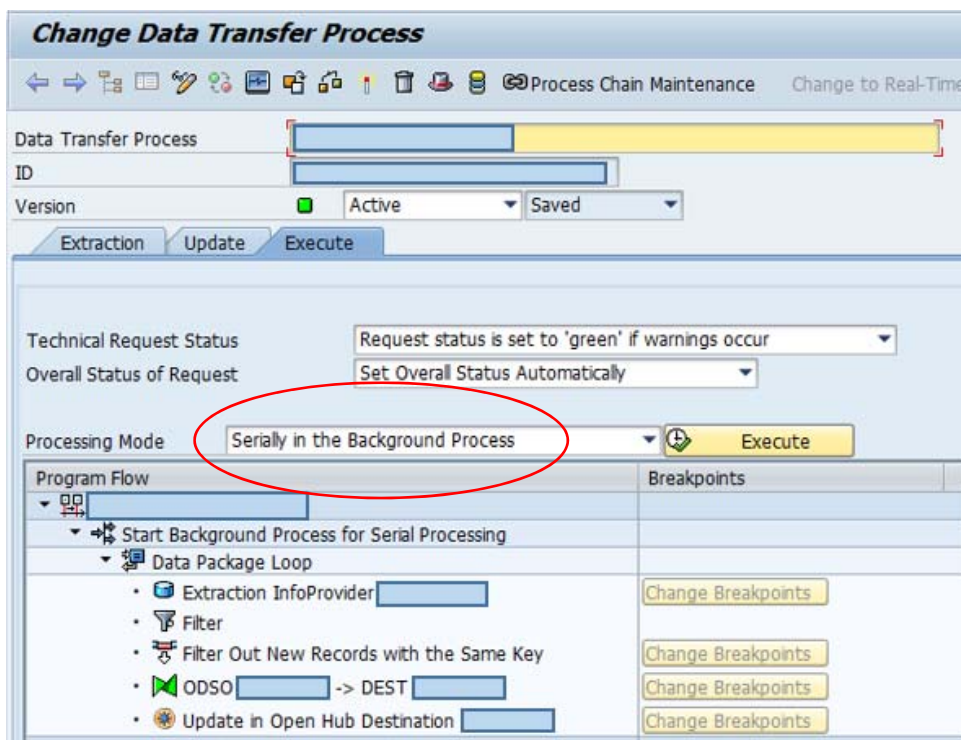 Change Data Transfer Process
Process Chain Maintenance Change to Real-Time
Data Transfer Process
ID
Version Active Saved
Extraction Update Execute
Technical Request Status Request status is set to 'green' if warnings occur
Overall Status of Request Set Overall Status Automatically
Processing Mode Serially in the Background Process Execute
Program Flow Breakpoints
Start Background Process for Serial Processing
Data Package Loop
Extraction InfoProvider Change Breakpoints
Filter
Filter Out New Records with the Same Key Change Breakpoints
ODSO -> DEST Change Breakpoints
Update in Open Hub Destination Change Breakpoints